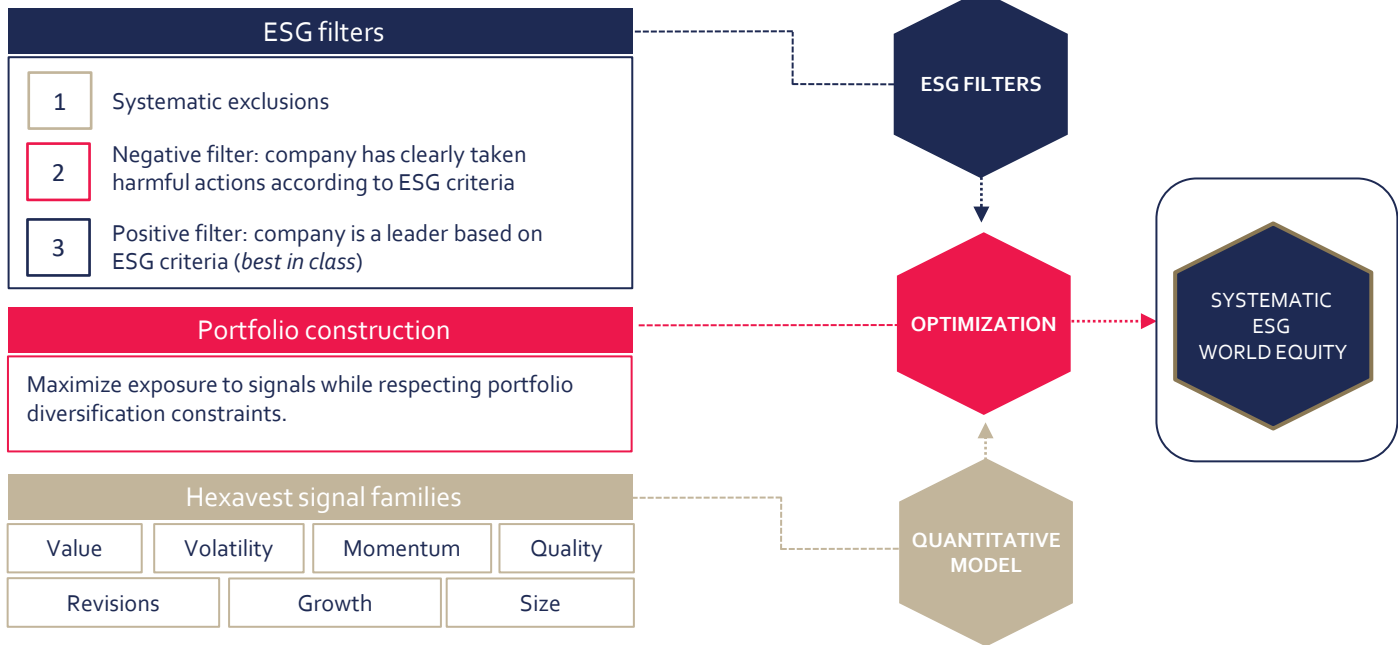 ESG filters
1
Systematic exclusions
2
Negative filter: company has clearly taken
harmful actions according to ESG criteria
3
Positive filter: company is a leader based on
ESG criteria (best in class)
Portfolio construction
Maximize exposure to signals while respecting portfolio
diversification constraints.
Hexavest signal families
Value
Volatility
Momentum
Quality
Revisions
Growth
Size
ESG FILTERS
OPTIMIZATION
QUANTITATIVE
MODEL
SYSTEMATIC
ESG
WORLD EQUITY